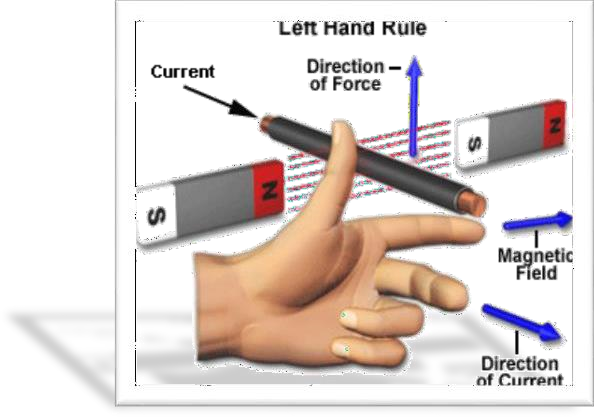 Left Hand Rule
Current
Direction
of Force
N
S
N
S
Magnetic
Field
Direction
of Current